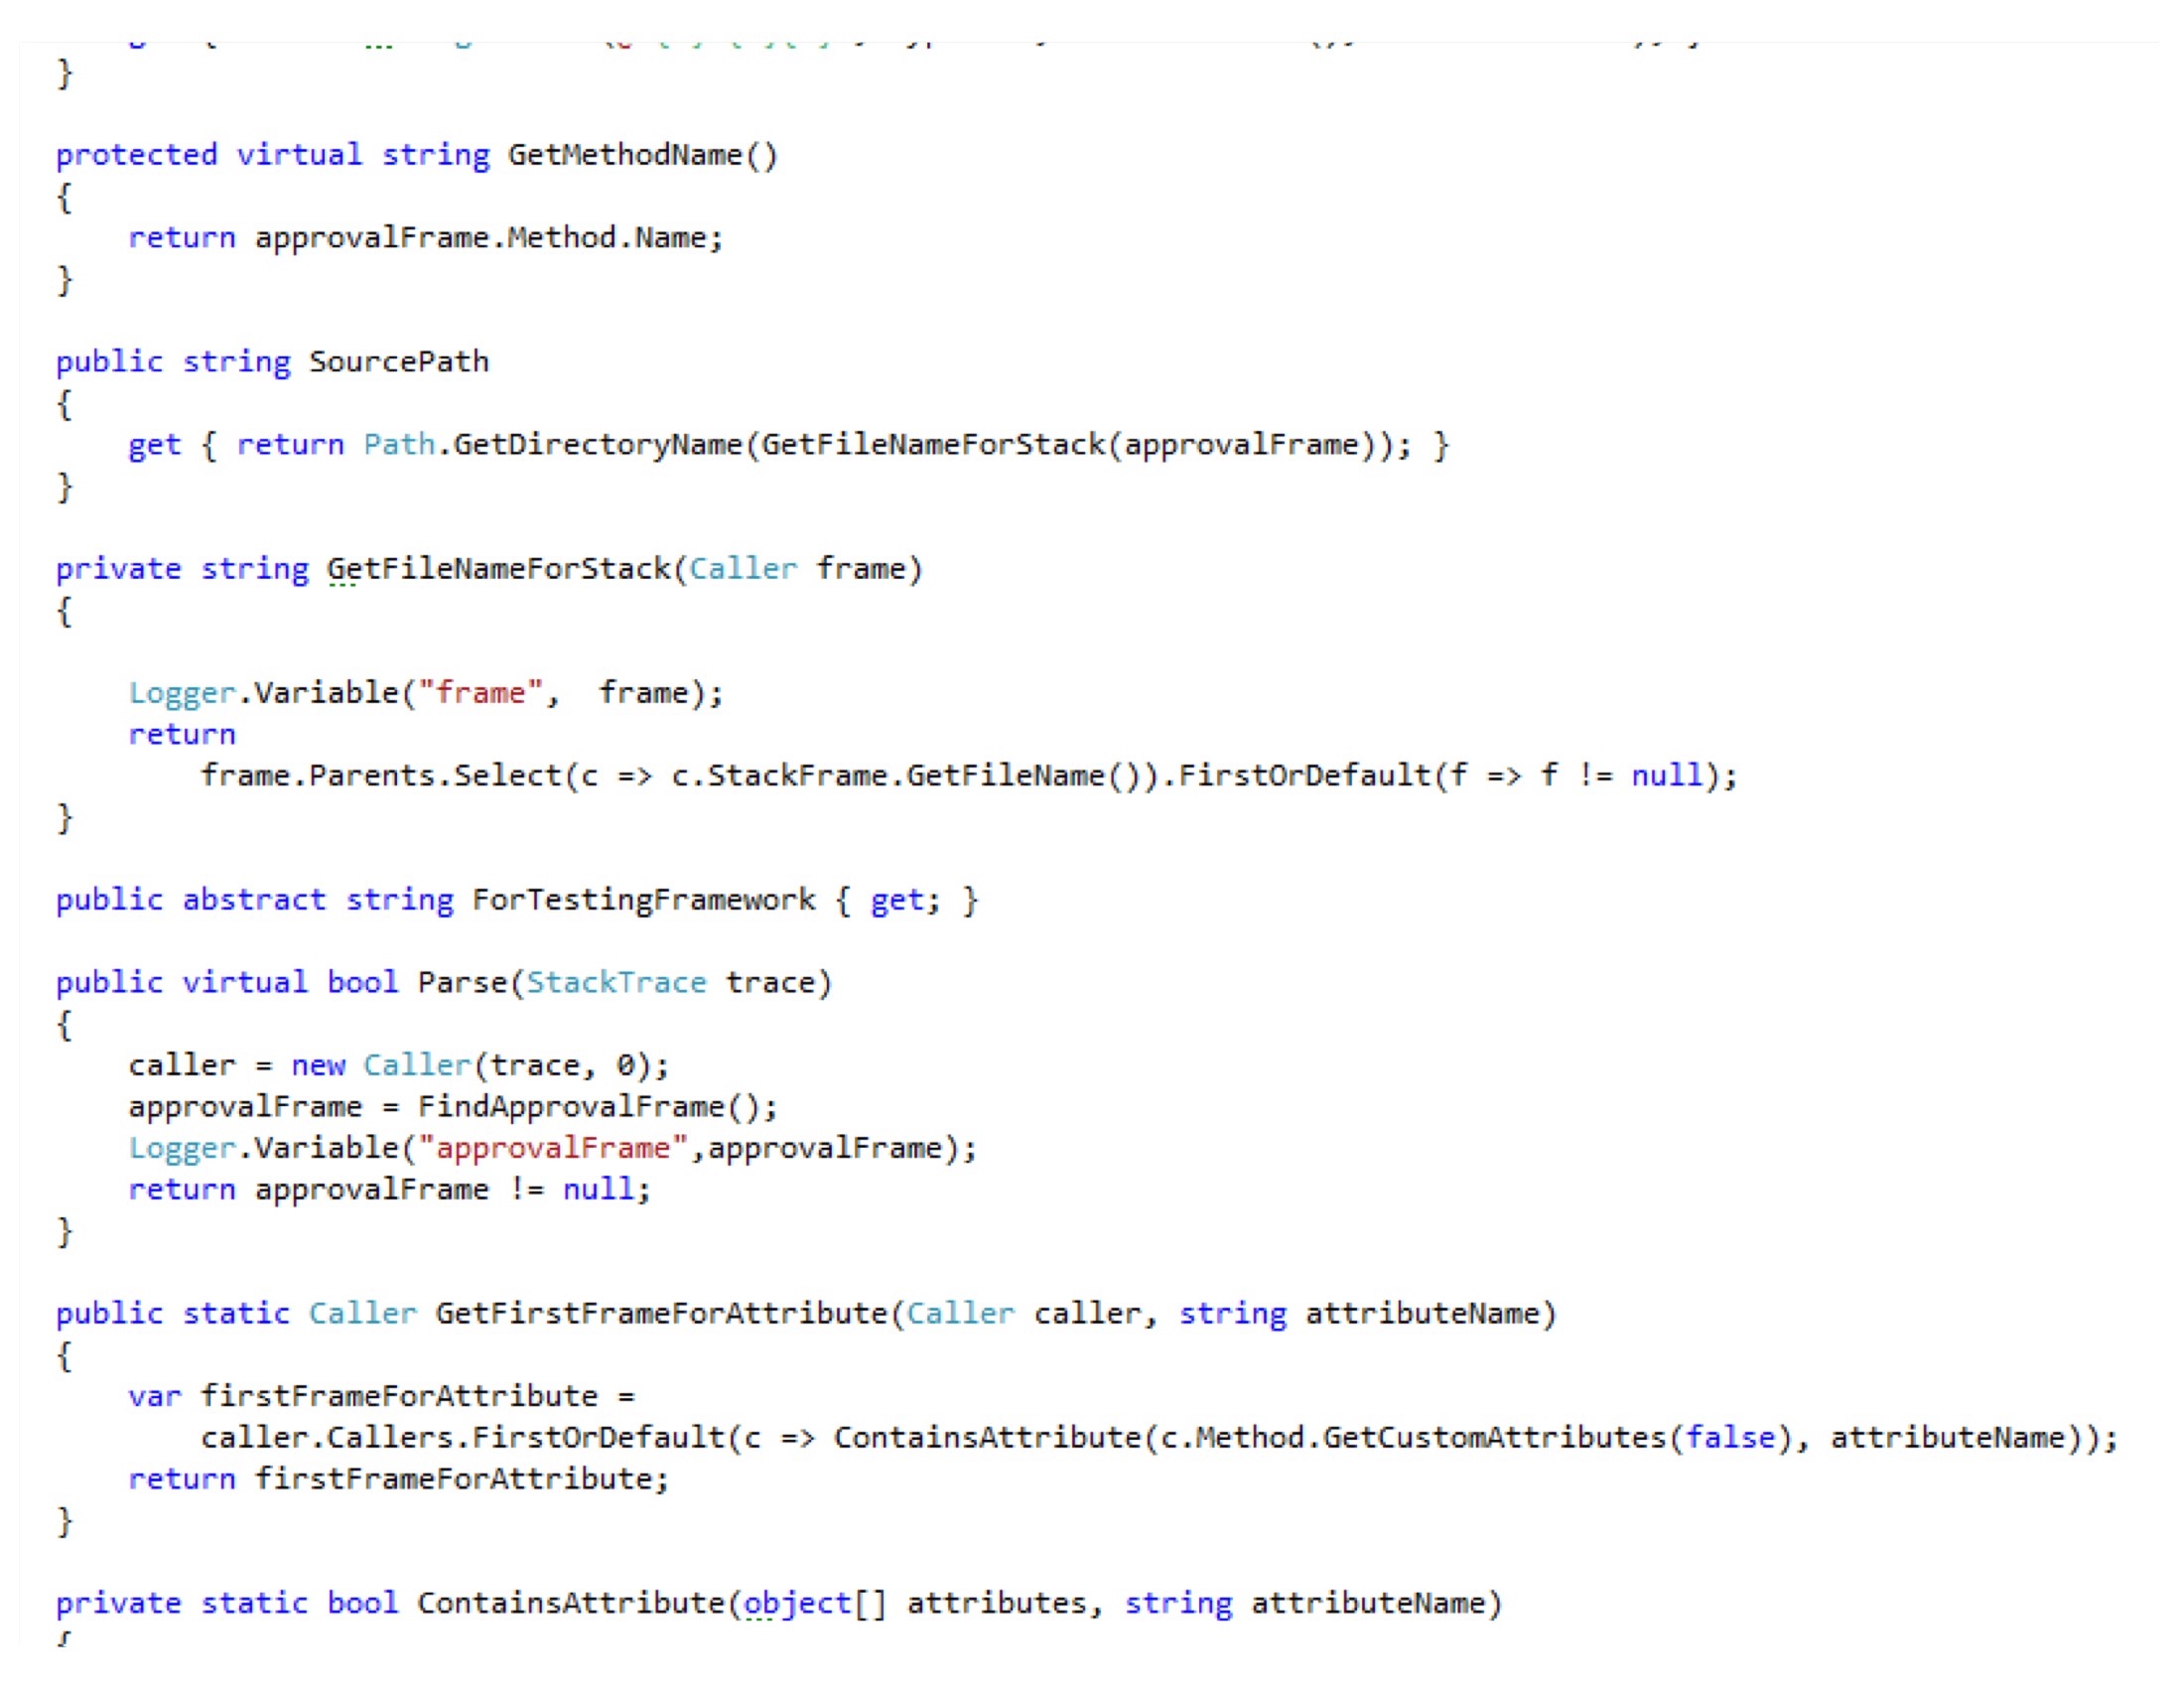 }
protected virtual string GetMethodName()
{
    return approvalFrame.Method.Name;
}
public string SourcePath
{
    get { return Path.GetDirectoryName(GetFileNameForStack(approvalFrame)); }
}
private string GetFileNameForStack(Caller frame)
{
    Logger.Variable("frame",  frame);
    return
        frame.Parents.Select(c => c.StackFrame.GetFileName()).FirstOrDefault(f => f != null);
}
public abstract string ForTestingFramework { get; }
public virtual bool Parse(StackTrace trace)
{
    caller = new Caller(trace, 0);
    approvalFrame = FindApprovalFrame();
    Logger.Variable("approvalFrame",approvalFrame);
    return approvalFrame != null;
}
public static Caller GetFirstFrameForAttribute(Caller caller, string attributeName)
{
    var firstFrameForAttribute =
        caller.Callers.FirstOrDefault(c => ContainsAttribute(c.Method.GetCustomAttributes(false), attributeName));
    return firstFrameForAttribute;
}
private static bool ContainsAttribute(object[] attributes, string attributeName)
{